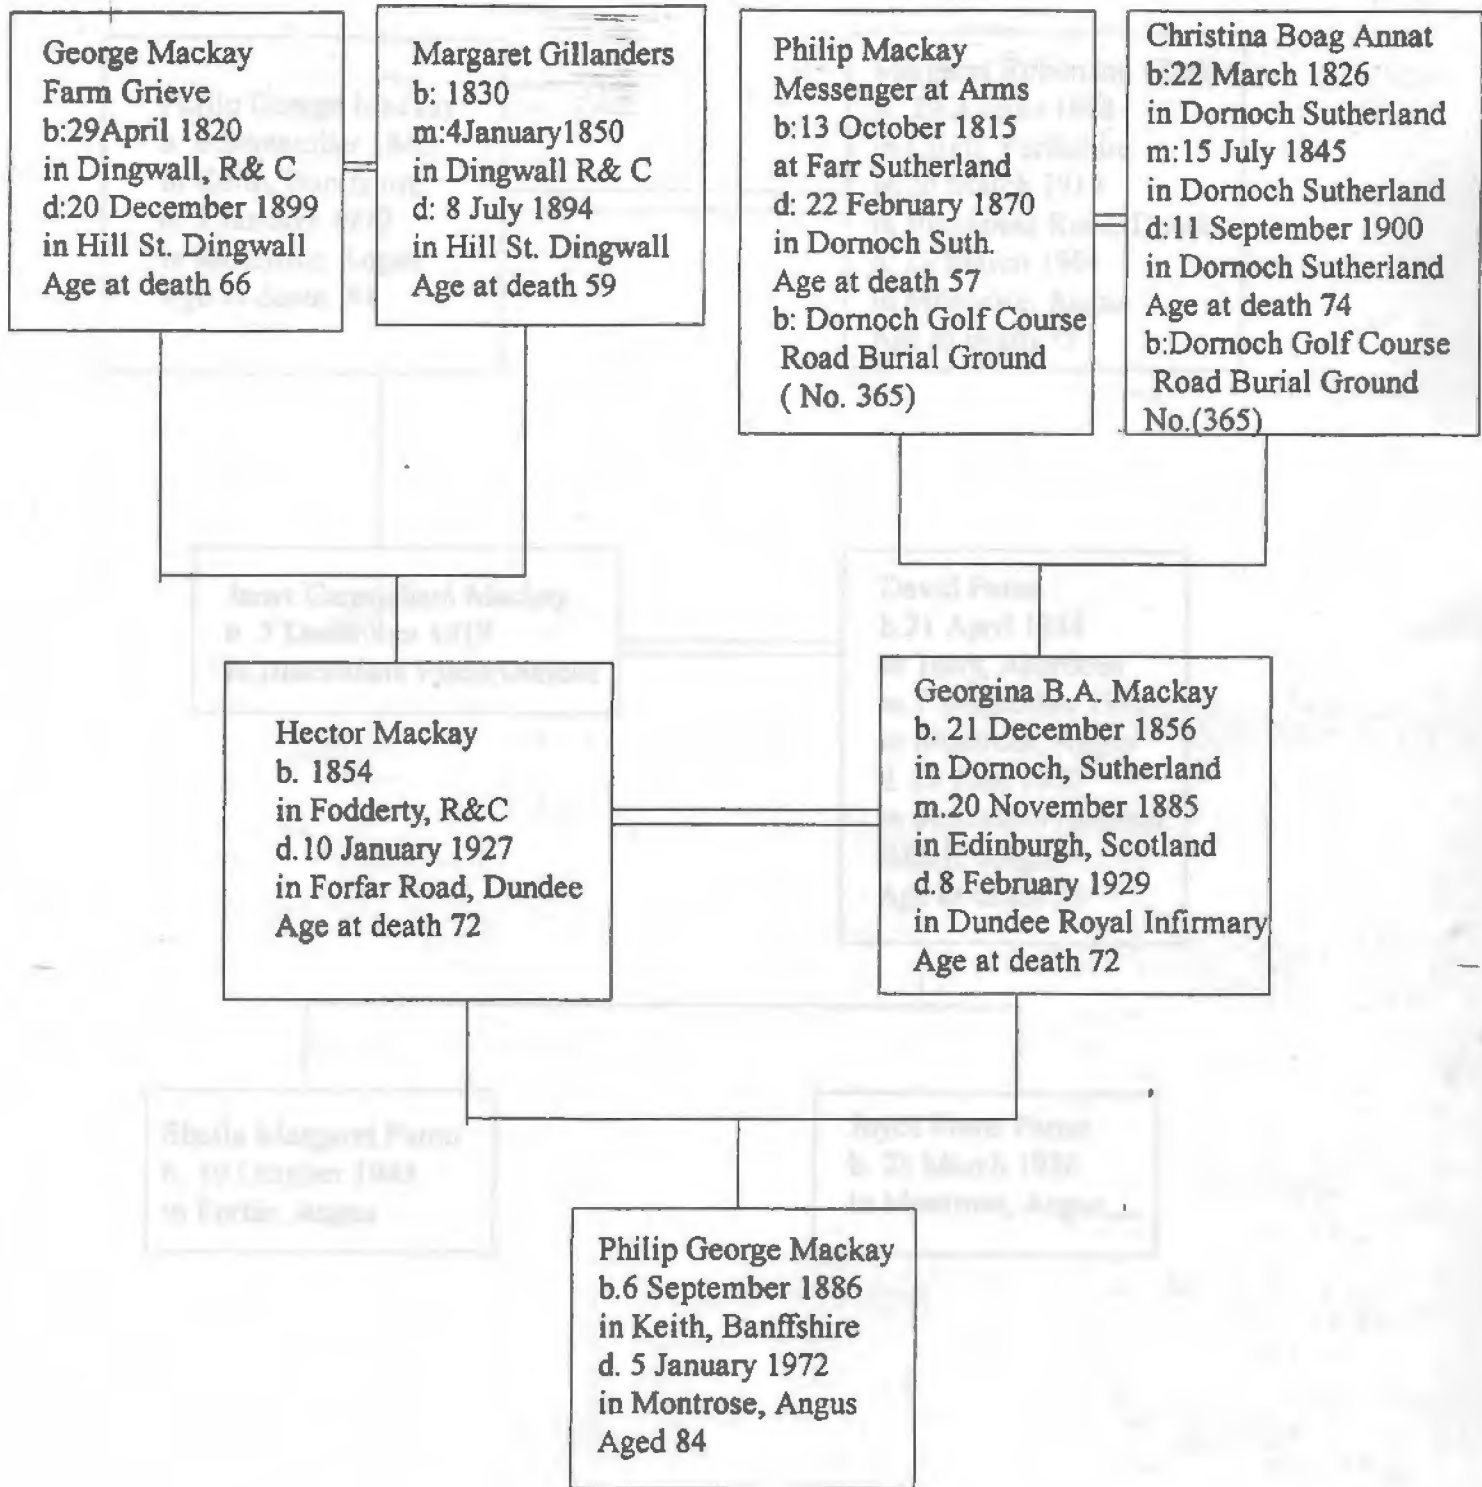 George Mackay
Farm Grieve
b:29April 1820
in Dingwall, R& C
d:20 December 1899
in Hill St. Dingwall
Age at death 66
Margaret Gillanders
b: 1830
m:4January1850
in Dingwall R& C
d: 8 July 1894
in Hill St. Dingwall
Age at death 59
Philip Mackay
Messenger at Arms
b:13 October 1815
at Farr Sutherland
d: 22 February 1870
in Dornoch Suth.
Age at death 57
b: Dornoch Golf Course
Road Burial Ground
( No. 365)
Christina Boag Annat
b:22 March 1826
in Dornoch Sutherland
m:15 July 1845
in Dornoch Sutherland
d:11 September 1900
in Dornoch Sutherland
Age at death 74
b:Dornoch Golf Course
Road Burial Ground
No.(365)
Hector Mackay
b. 1854
in Fodderty, R&C
d.10 January 1927
in Forfar Road, Dundee
Age at death 72
Georgina B.A. Mackay
b. 21 December 1856
in Dornoch, Sutherland
m.20 November 1885
in Edinburgh, Scotland
d.8 February 1929
in Dundee Royal Infirmary
Age at death 72
Philip George Mackay
b.6 September 1886
in Keith, Banffshire
d. 5 January 1972
in Montrose, Angus
Aged 84